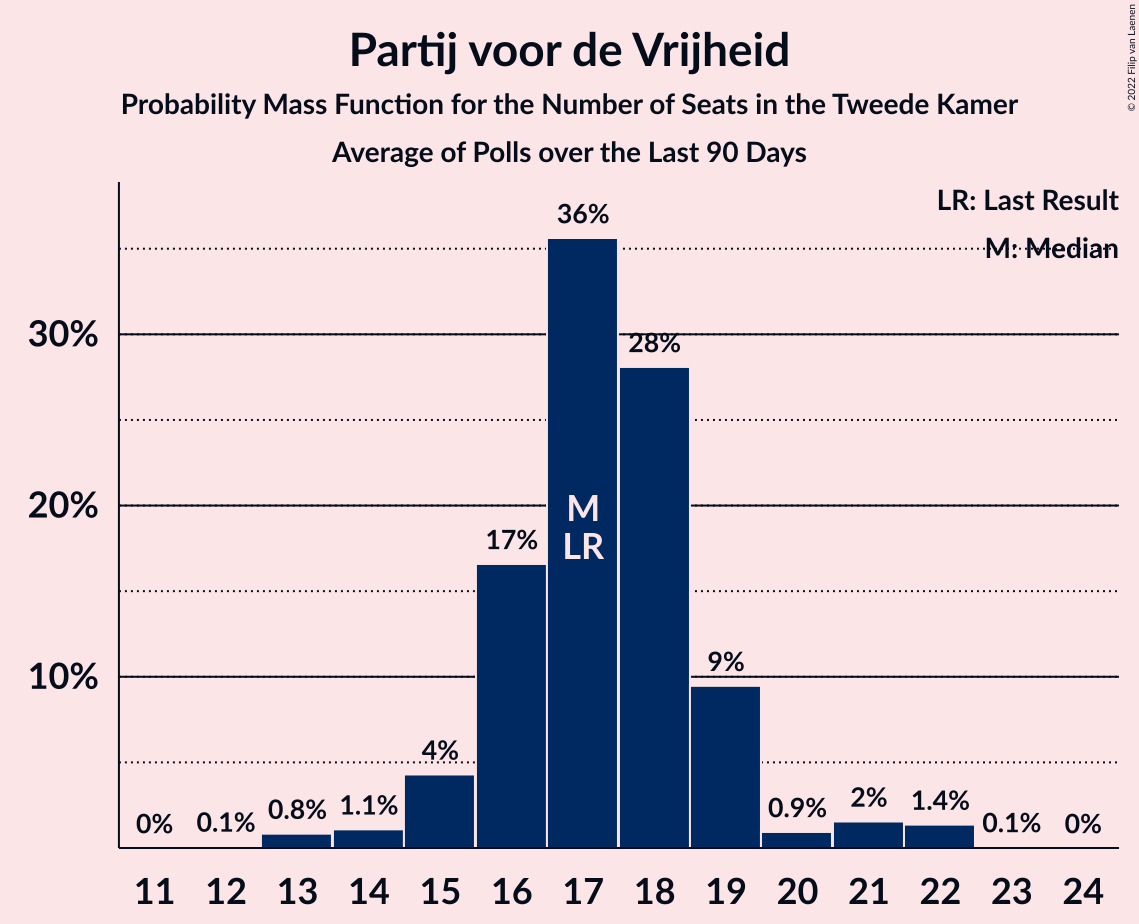 Partij voor de Vrijheid
Probability Mass Function for the Number of Seats in the Tweede Kamer
Average of Polls over the Last 90 Days
© 2022 Filip van Laenen
LR: Last Result
M: Median
30%
20%
10%
0%
0.1%
0.8%
1.1%
4%
17%
36%
28%
9%
0.9%
2%
1.4%
0.1%
0%
M
LR
11 12 13 14 15 16 17 18 19 20 21 22 23 24